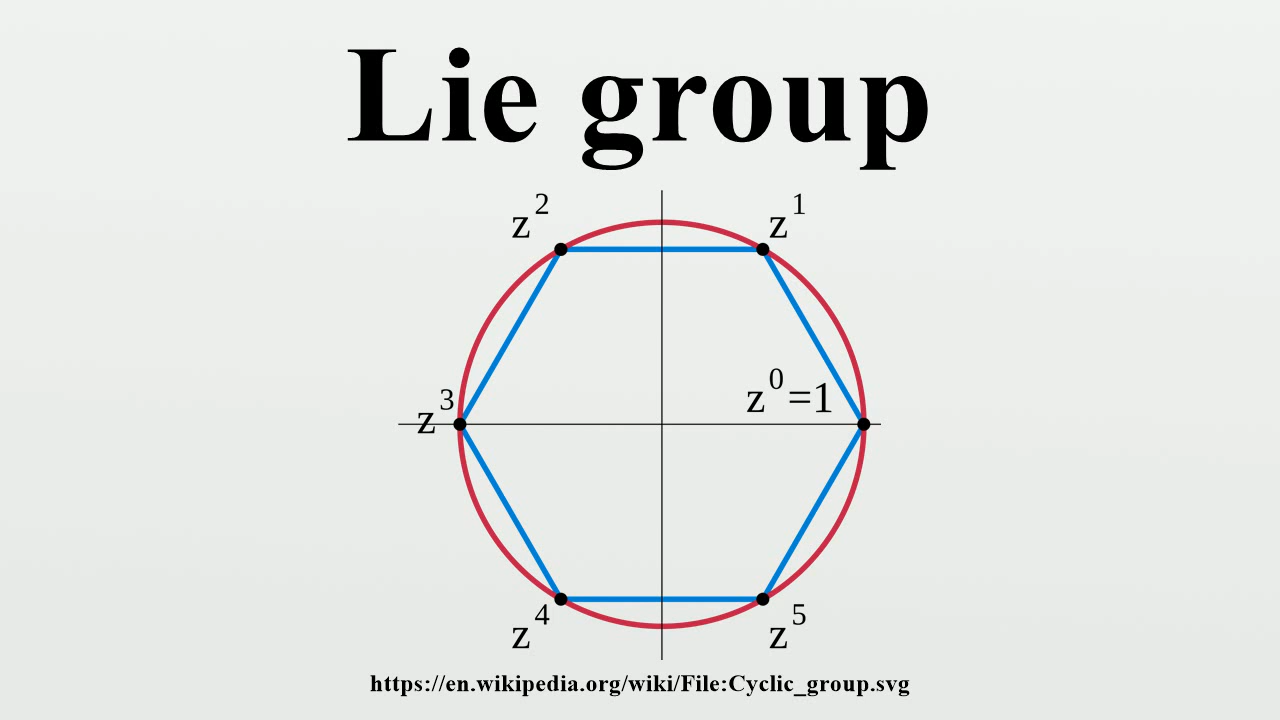 Lie group
z² z¹
z³ z⁰=1
z⁴ z⁵
https://en.wikipedia.org/wiki/File:Cyclic_group.svg